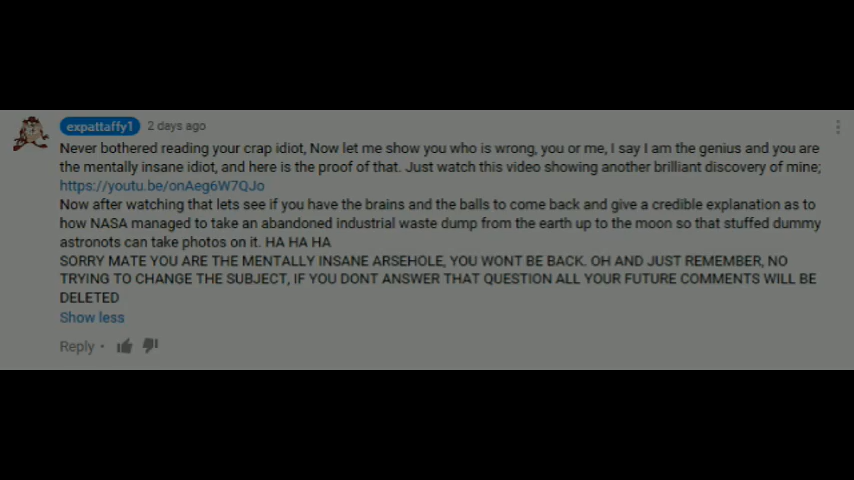 expattaffy1 2 days ago
Never bothered reading your crap idiot, Now let me show you who is wrong, you or me, I say I am the genius and you are
the mentally insane idiot, and here is the proof of that. Just watch this video showing another brilliant discovery of mine;
https://youtu.be/onAeg6W7QJo
Now after watching that lets see if you have the brains and the balls to come back and give a credible explanation as to
how NASA managed to take an abandoned industrial waste dump from the earth up to the moon so that stuffed dummy
astronots can take photos on it. HA HA HA
SORRY MATE YOU ARE THE MENTALLY INSANE ARSEHOLE, YOU WONT BE BACK. OH AND JUST REMEMBER, NO
TRYING TO CHANGE THE SUBJECT, IF YOU DONT ANSWER THAT QUESTION ALL YOUR FUTURE COMMENTS WILL BE
DELETED
Show less
Reply •